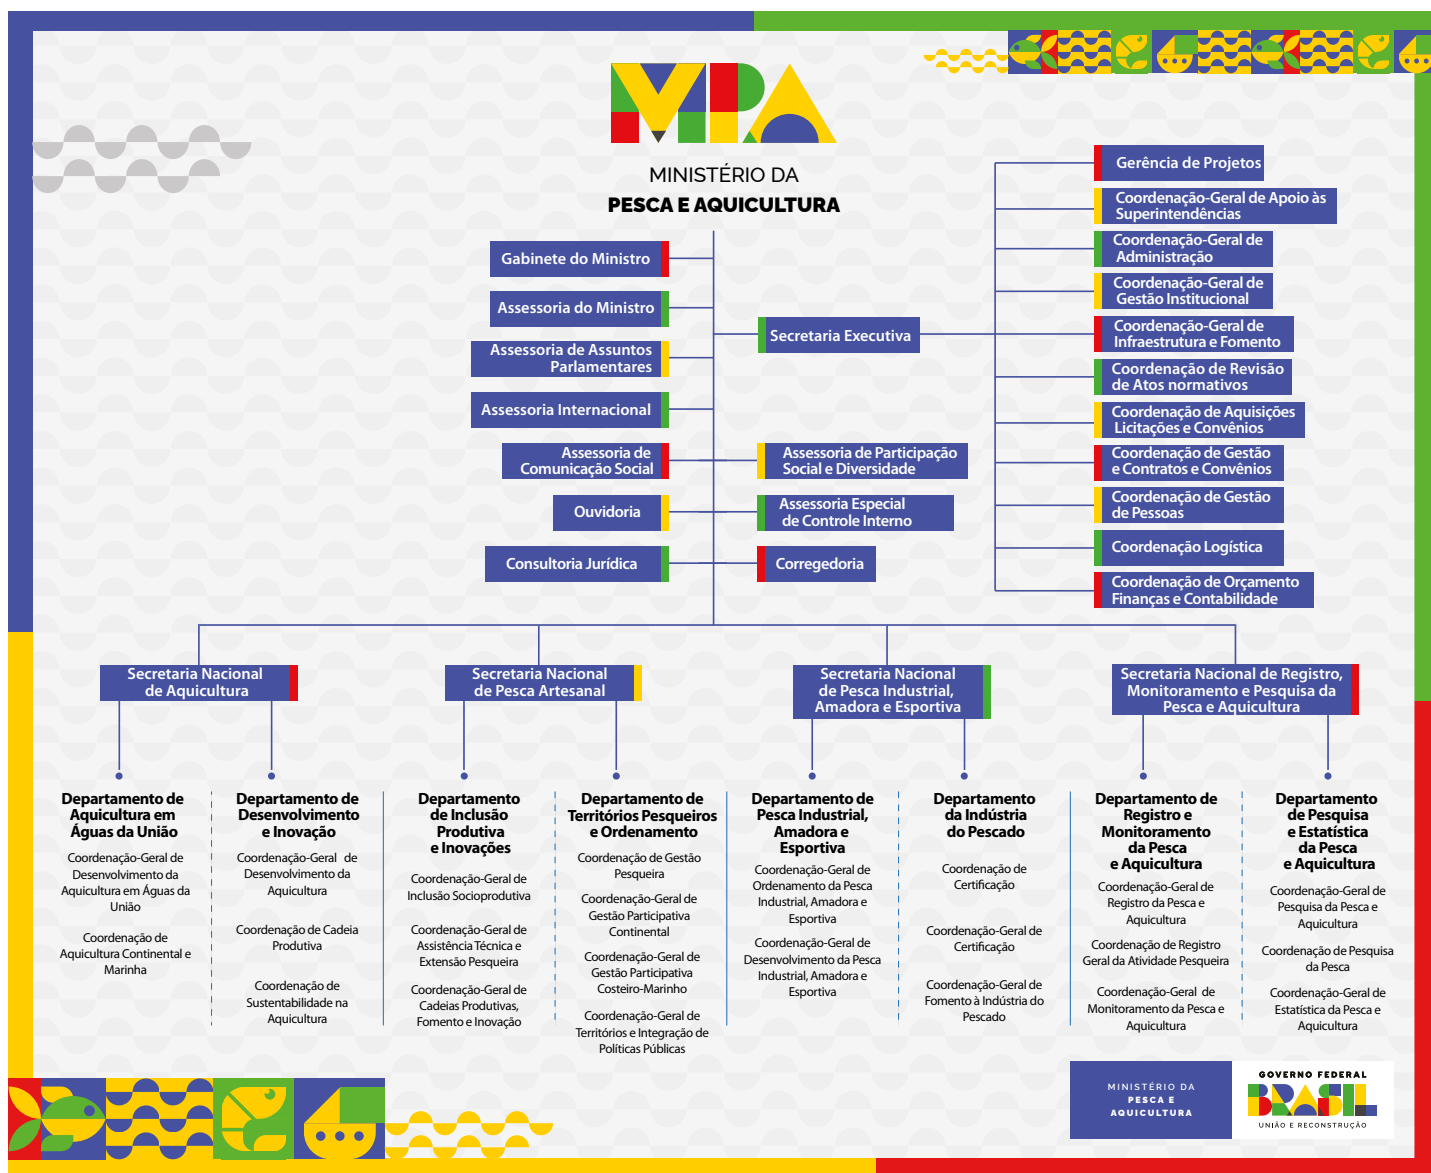 MPA
MINISTÉRIO DA
PESCA E AQUICULTURA
Gabinete do Ministro
Assessoria do Ministro
Assessoria de Assuntos
Parlamentares
Assessoria Internacional
Assessoria de
Comunicação Social
Ouvidoria
Consultoria Jurídica
Secretaria Executiva
Assessoria de Participação
Social e Diversidade
Assessoria Especial
de Controle Interno
Corregedoria
Gerência de Projetos
Coordenação-Geral de Apoio às
Superintendências
Coordenação-Geral de
Administração
Coordenação-Geral de
Gestão Institucional
Coordenação-Geral de
Infraestrutura e Fomento
Coordenação de Revisão
de Atos normativos
Coordenação de Aquisições
Licitações e Convênios
Coordenação de Gestão
e Contratos e Convênios
Coordenação de Gestão
de Pessoas
Coordenação Logística
Coordenação de Orçamento
Finanças e Contabilidade
Secretaria Nacional
de Aquicultura
Secretaria Nacional
de Pesca Artesanal
Secretaria Nacional
de Pesca Industrial,
Amadora e Esportiva
Secretaria Nacional de Registro,
Monitoramento e Pesquisa da
Pesca e Aquicultura
Departamento de
Aquicultura em
Águas da União
Coordenação-Geral de
Desenvolvimento da
Aquicultura em Águas da
União
Coordenação de
Aquicultura Continental e
Marinha
Departamento de
Desenvolvimento
e Inovação
Coordenação-Geral de
Desenvolvimento da
Aquicultura
Coordenação de Cadeia
Produtiva
Coordenação de
Sustentabilidade na
Aquicultura
Departamento
de Inclusão
Produtiva
e Inovações
Coordenação-Geral de
Inclusão Socioprodutiva
Coordenação-Geral de
Assistência Técnica e
Extensão Pesqueira
Coordenação-Geral de
Cadeias Produtivas,
Fomento e Inovação
Departamento de
Territórios Pesqueiros
e Ordenamento
Coordenação de Gestão
Pesqueira
Coordenação-Geral de
Gestão Participativa
Continental
Coordenação-Geral de
Gestão Participativa
Costeiro-Marinho
Coordenação-Geral de
Territórios e Integração de
Políticas Públicas
Departamento de
Pesca Industrial,
Amadora e
Esportiva
Coordenação-Geral de
Ordenamento da Pesca
Industrial, Amadora e
Esportiva
Coordenação-Geral de
Desenvolvimento da Pesca
Industrial, Amadora e
Esportiva
Departamento
da Indústria
do Pescado
Coordenação de
Certificação
Coordenação-Geral de
Certificação
Coordenação-Geral de
Fomento à Indústria do
Pescado
Departamento de
Registro e
Monitoramento
da Pesca
e Aquicultura
Coordenação-Geral de
Registro da Pesca e
Aquicultura
Coordenação de Registro
Geral da Atividade Pesqueira
Coordenação-Geral de
Monitoramento da Pesca e
Aquicultura
Departamento
de Pesquisa
e Estatística
da Pesca
e Aquicultura
Coordenação-Geral de
Pesquisa da Pesca e
Aquicultura
Coordenação de Pesquisa
da Pesca
Coordenação-Geral de
Estatística da Pesca e
Aquicultura
MINISTÉRIO DA
PESCA E
AQUICULTURA
GOVERNO FEDERAL
BRASIL
UNIÃO E RECONSTRUÇÃO